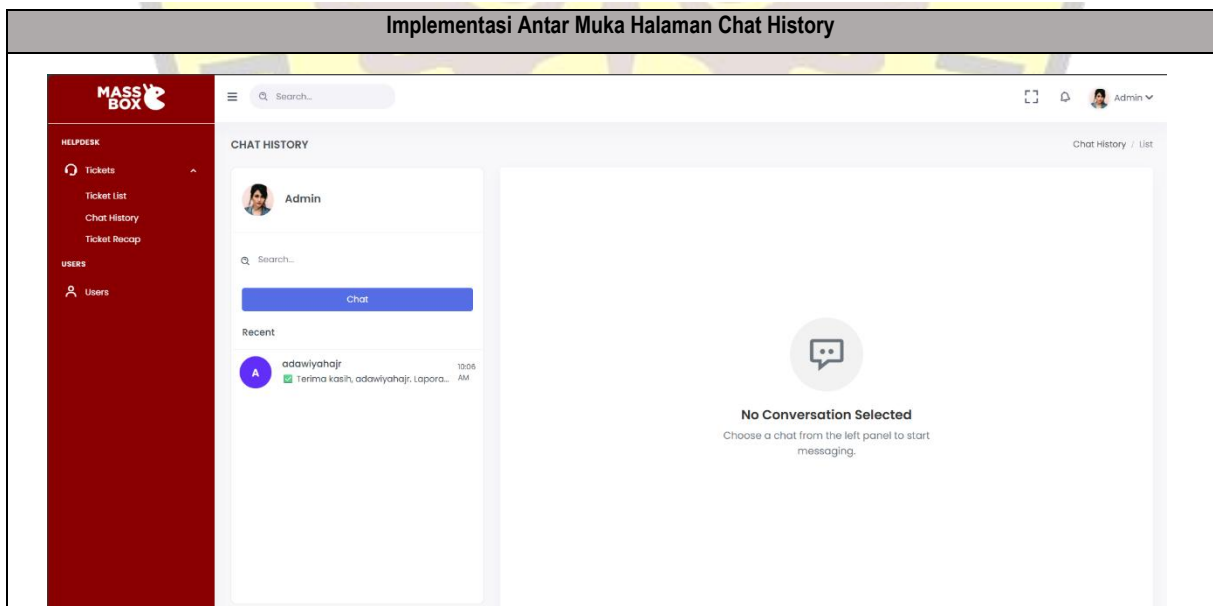 Implementasi Antar Muka Halaman Chat History
MASS
BOX
Search...
Admin
HELPDESK
Tickets
Ticket List
Chat History
Ticket Recap
USERS
Users
CHAT HISTORY
Chat History / List
Admin
Search...
Chat
Recent
A
adawiyahajr
Terima kasih, adawiyahajr. Lapora...
10:06
AM
No Conversation Selected
Choose a chat from the left panel to start
messaging.